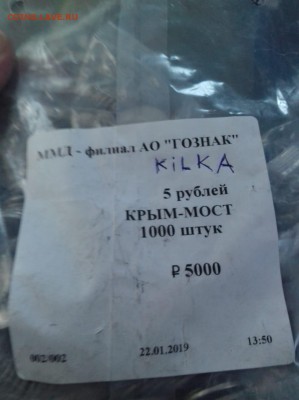 ММД - филиал АО "ГОЗНАК"
KiLKA
5 рублей
КРЫМ-МОСТ
1000 штук
₽ 5000
002/002 22.01.2019 13:50